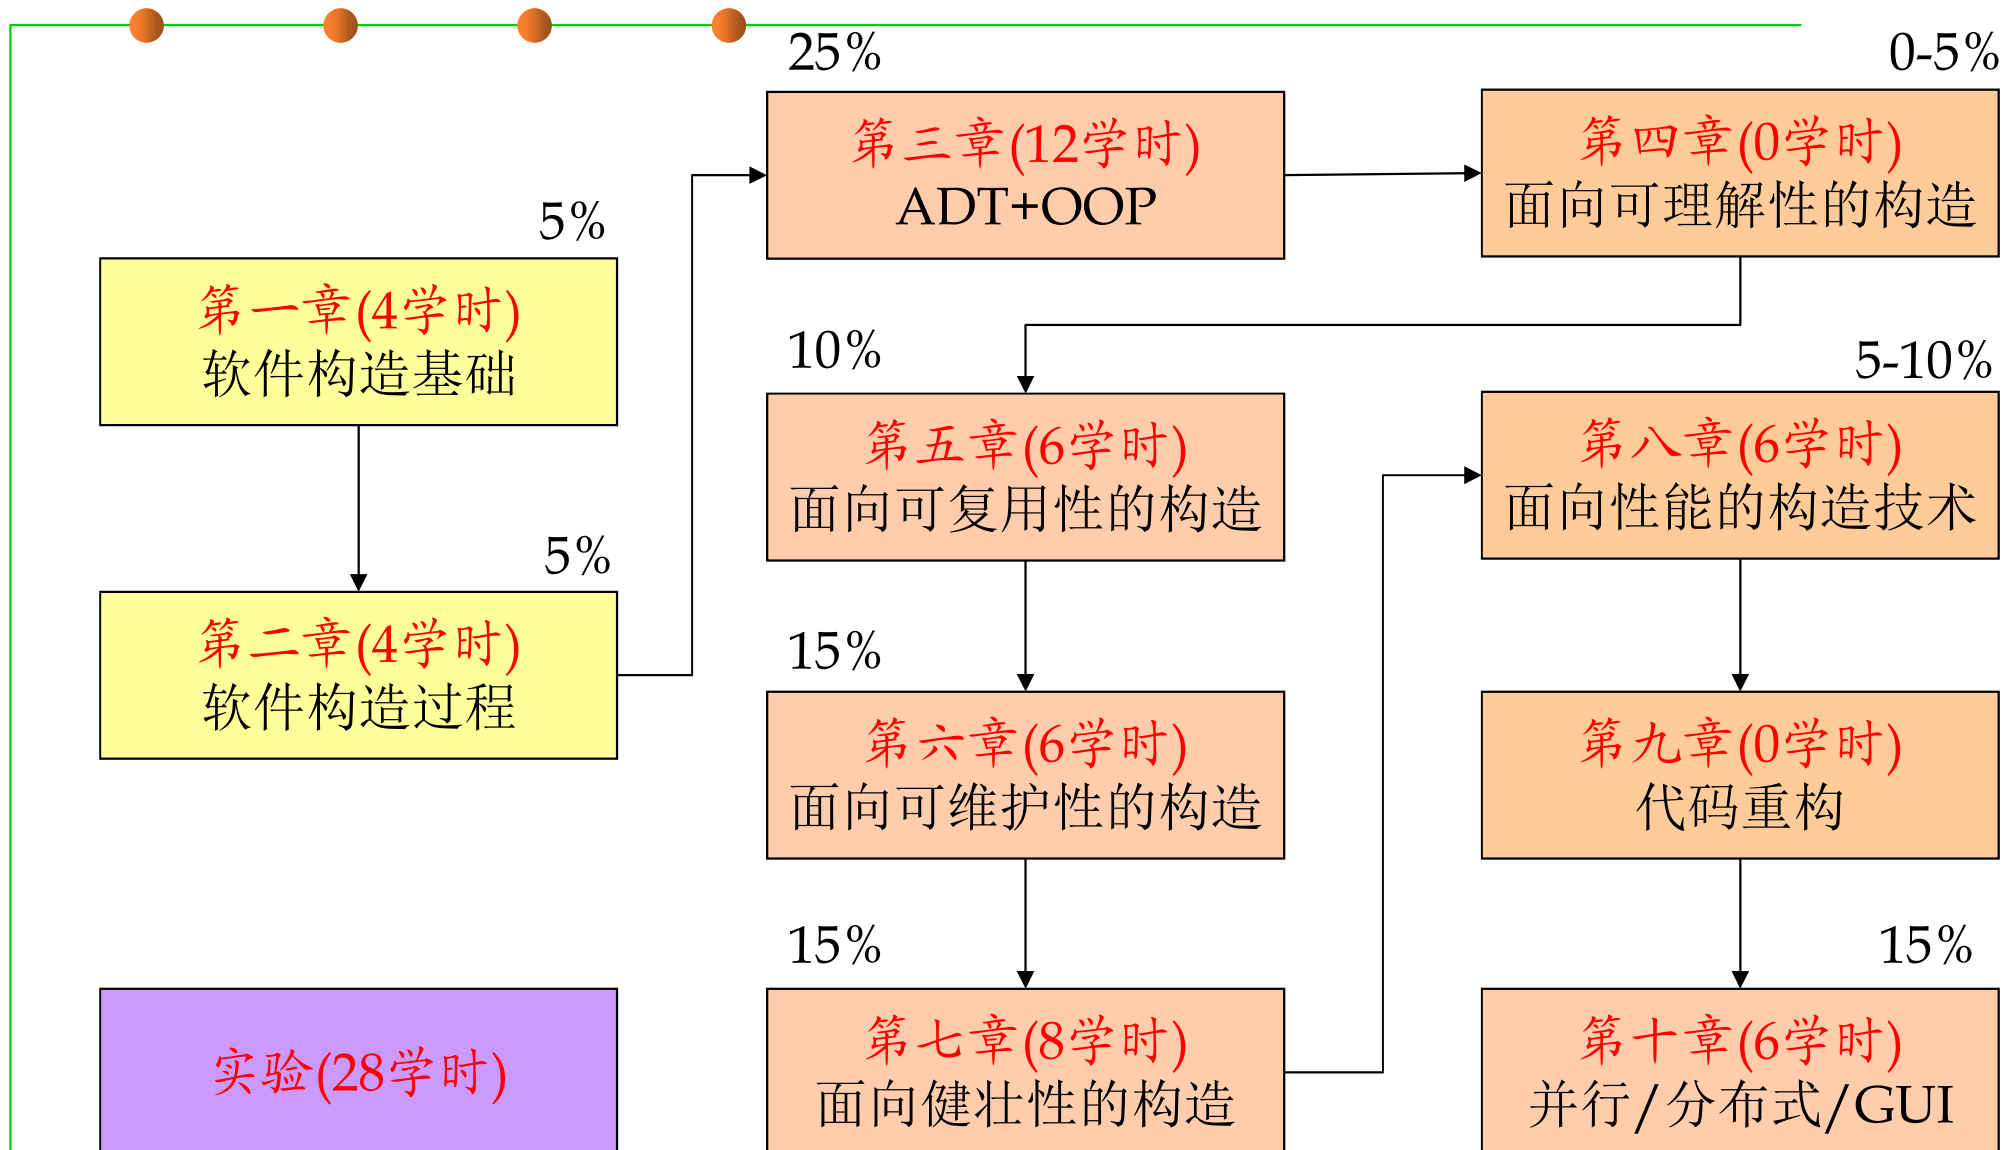 5%
第一章(4学时)
软件构造基础
5%
第二章(4学时)
软件构造过程
25%
第三章(12学时)
ADT+OOP
0-5%
第四章(0学时)
面向可理解性的构造
10%
第五章(6学时)
面向可复用性的构造
15%
第六章(6学时)
面向可维护性的构造
15%
第七章(8学时)
面向健壮性的构造
5-10%
第八章(6学时)
面向性能的构造技术
第九章(0学时)
代码重构
15%
第十章(6学时)
并行/分布式/GUI
实验(28学时)